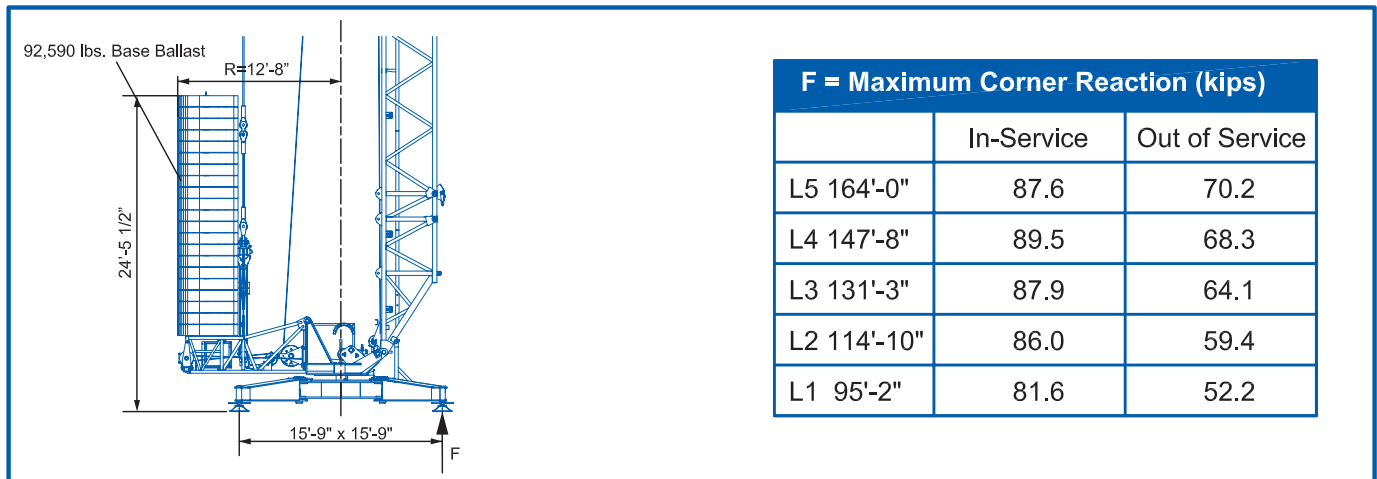 92,590 lbs. Base Ballast
R=12'-8”
24'-5 1/2”
15'-9" x 15'-9"
F
F = Maximum Corner Reaction (kips)
In-Service Out of Service
L5 164'-0" 87.6 70.2
L4 147'-8" 89.5 68.3
L3 131'-3" 87.9 64.1
L2 114'-10" 86.0 59.4
L1 95'-2" 81.6 52.2